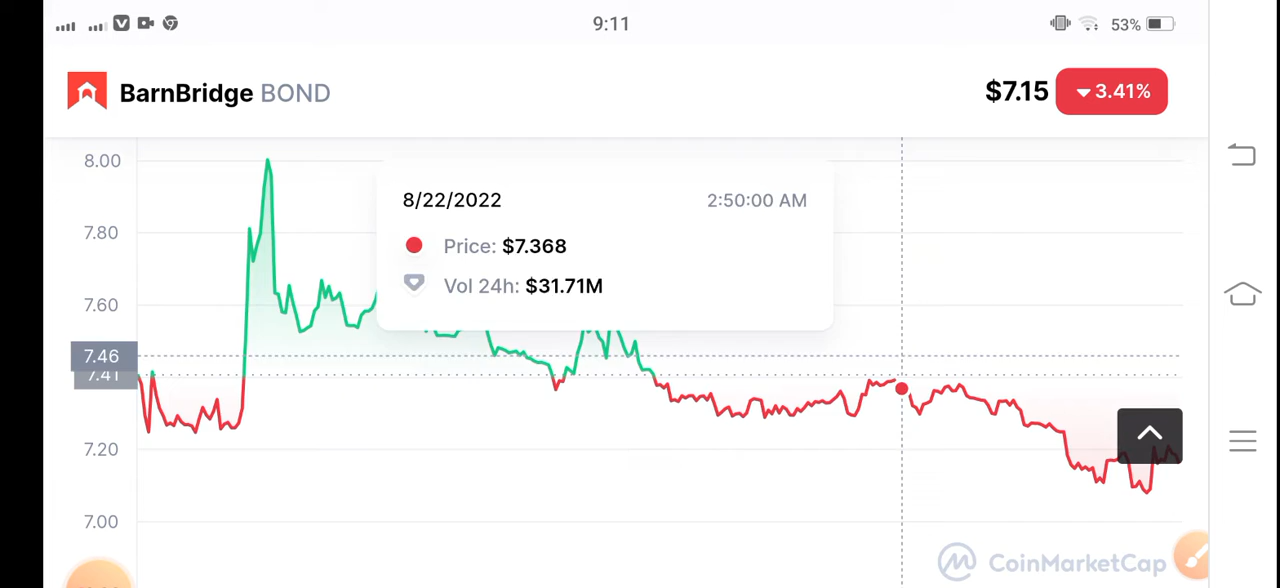 9:11
53%
BarnBridge BOND
$7.15
3.41%
8.00
8/22/2022 2:50:00 AM
7.80
Price: $7.368
Vol 24h: $31.71M
7.60
7.46
7.41
7.20
7.00
CoinMarketCap